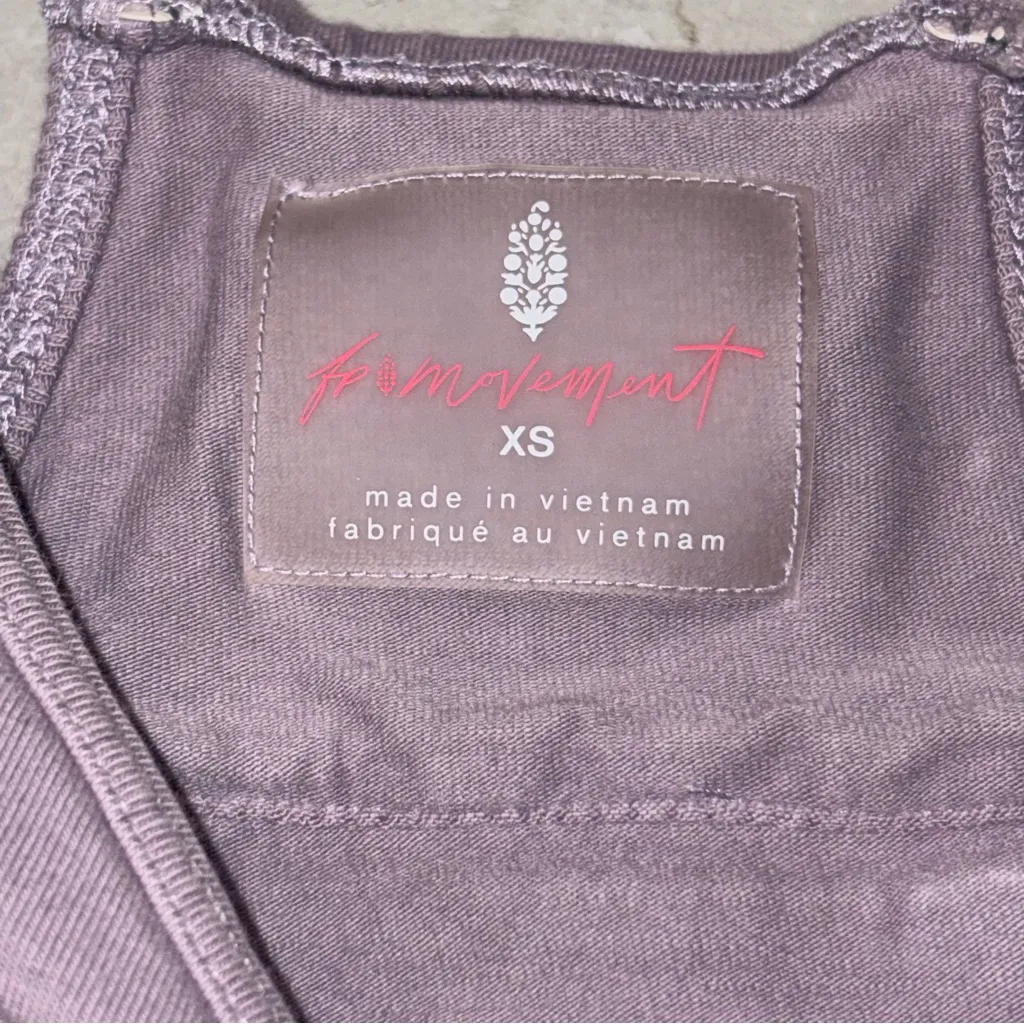 fp movement
XS
made in vietnam
fabriqué au vietnam